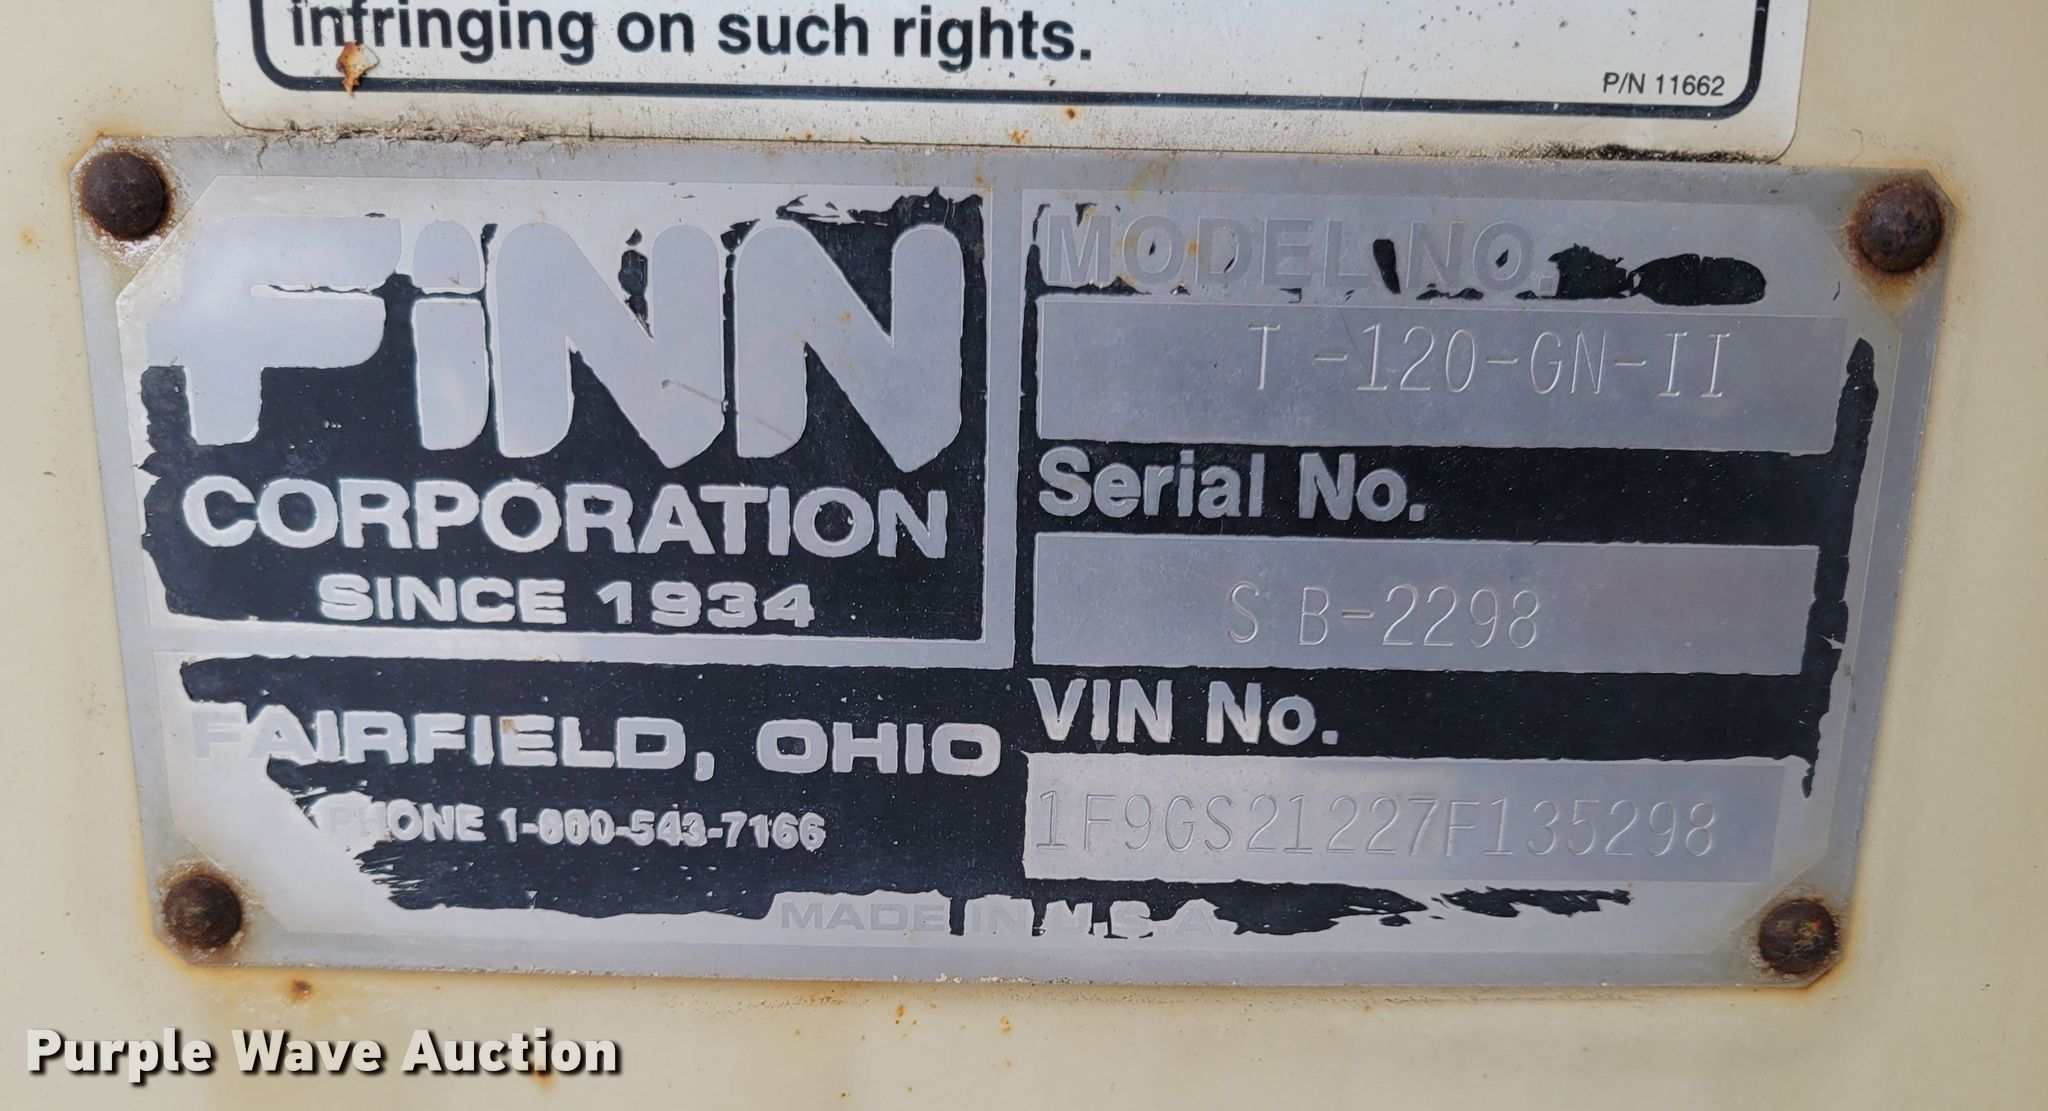 infringing on such rights.
P/N 11662
FINN
CORPORATION
SINCE 1934
FAIRFIELD, OHIO
PHONE 1-800-543-7166
MODEL NO.
T-120-GN-II
Serial No.
SB-2298
VIN No.
1F9GS21227F135298
MADE IN U.S.A.
Purple Wave Auction